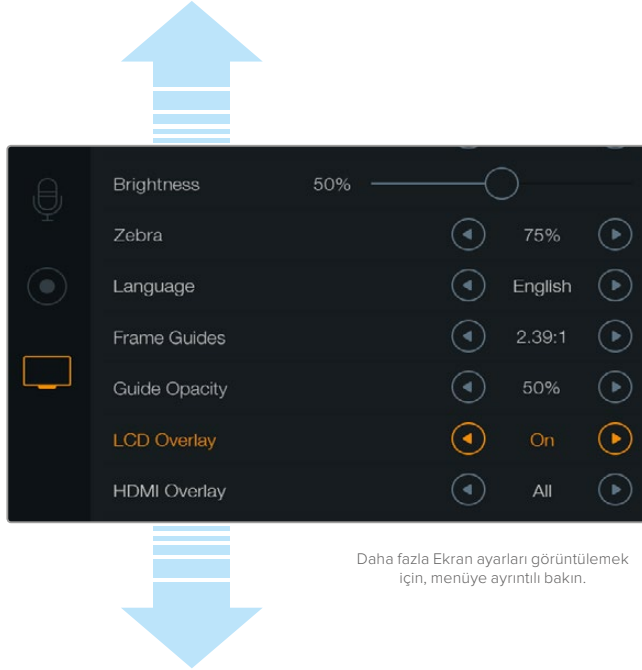 Brightness 50%
Zebra 75%
Language English
Frame Guides 2.39:1
Guide Opacity 50%
LCD Overlay On
HDMI Overlay All
Daha fazla Ekran ayarları görüntülemek
için, menüye ayrıntılı bakın.